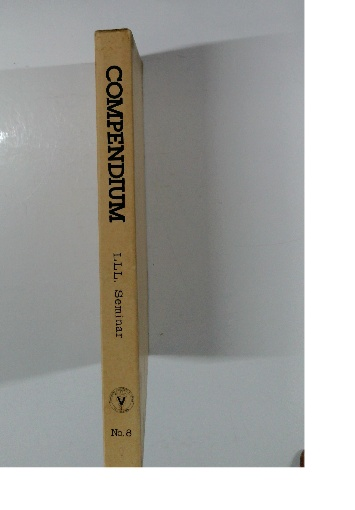 COMPENDIUM
I.L.L. Seminar
V
No. 8